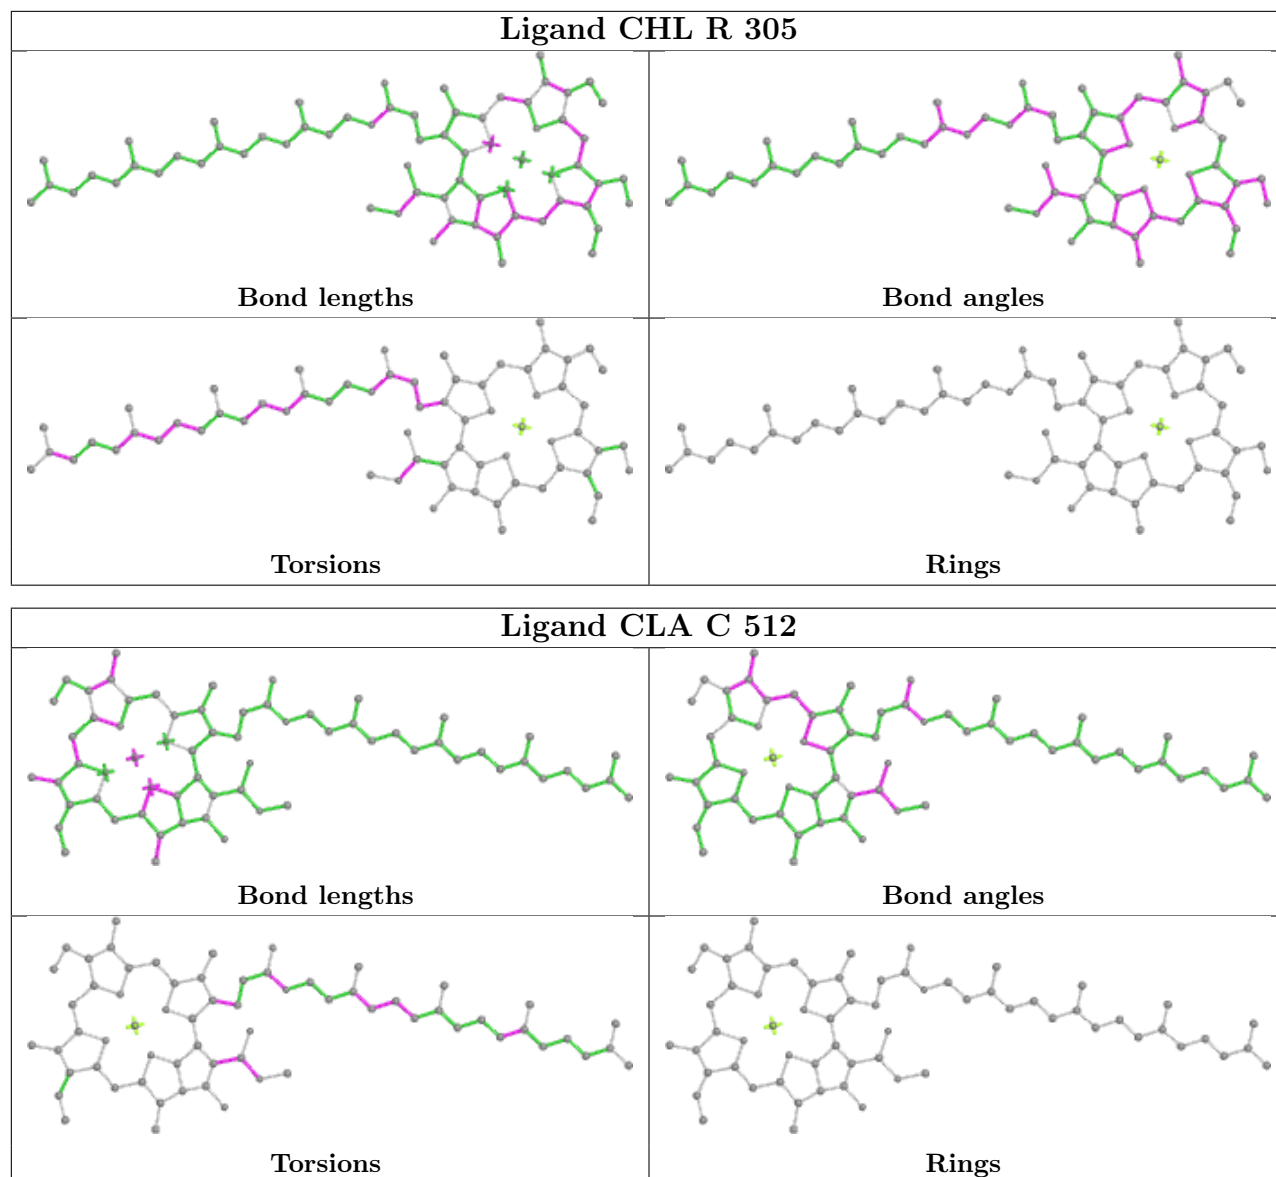 Ligand CHL R 305
Bond lengths
Bond angles
Torsions
Rings
Ligand CLA C 512
Bond lengths
Bond angles
Torsions
Rings